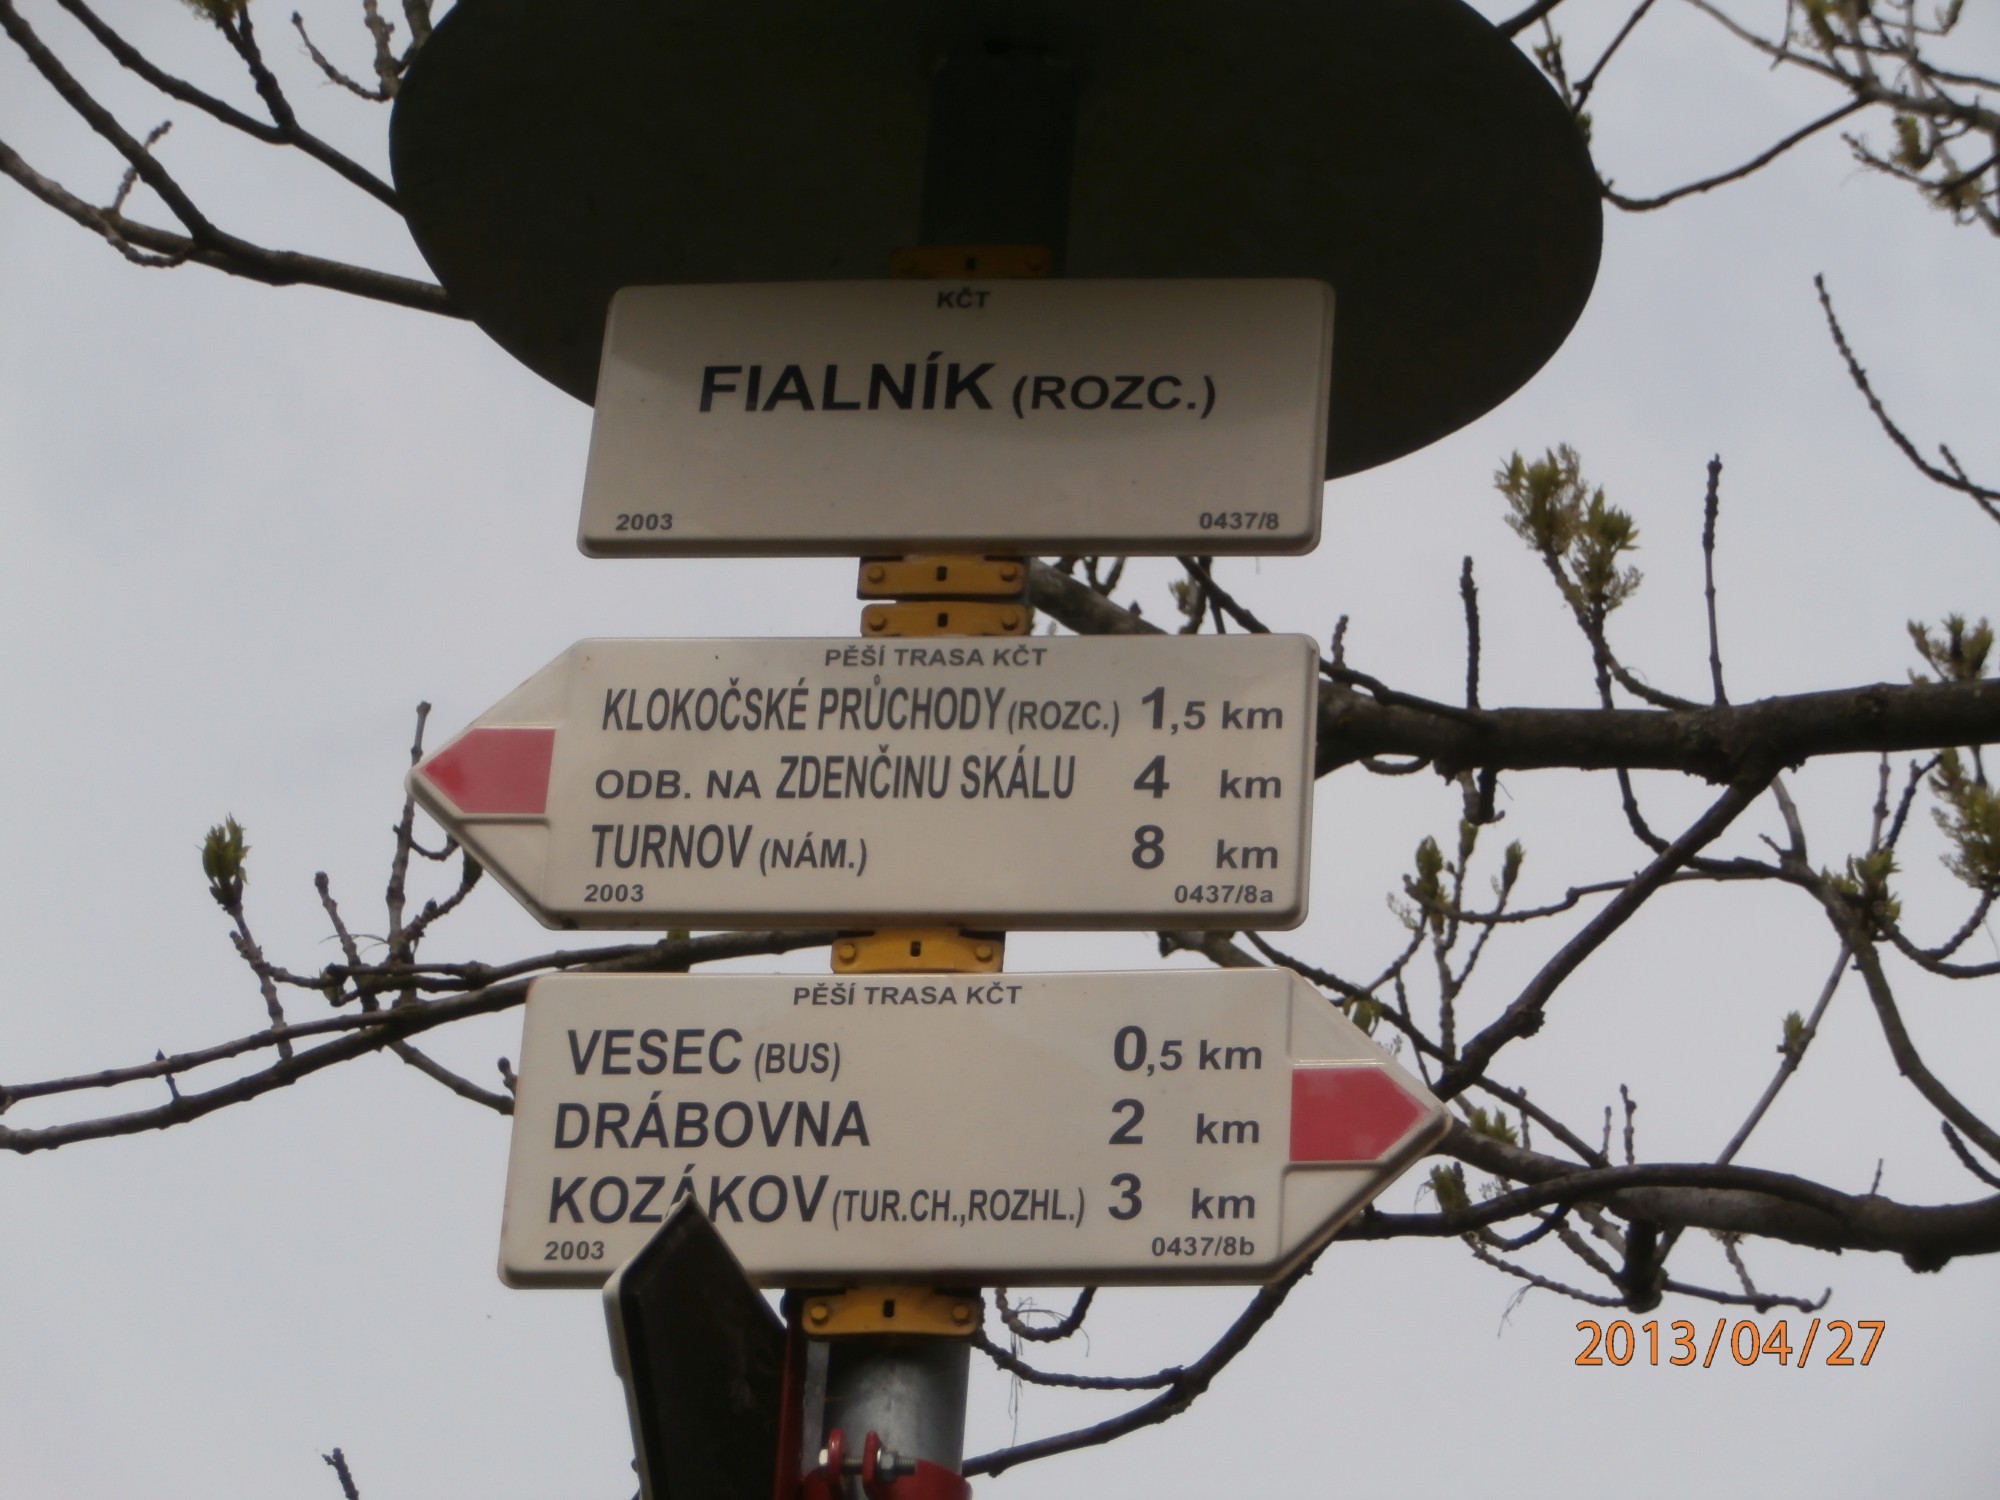 KČT
FIALNÍK (ROZC.)
2003 0437/8
PĚŠÍ TRASA KČT
KLOKOČSKÉ PRŮCHODY (ROZC.) 1,5 km
ODB. NA ZDENČINU SKÁLU 4 km
TURNOV (NÁM.) 8 km
2003 0437/8a
PĚŠÍ TRASA KČT
VESEC (BUS) 0,5 km
DRÁBOVNA 2 km
KOZÁKOV (TUR.CH.,ROZHL.) 3 km
2003 0437/8b
2013/04/27